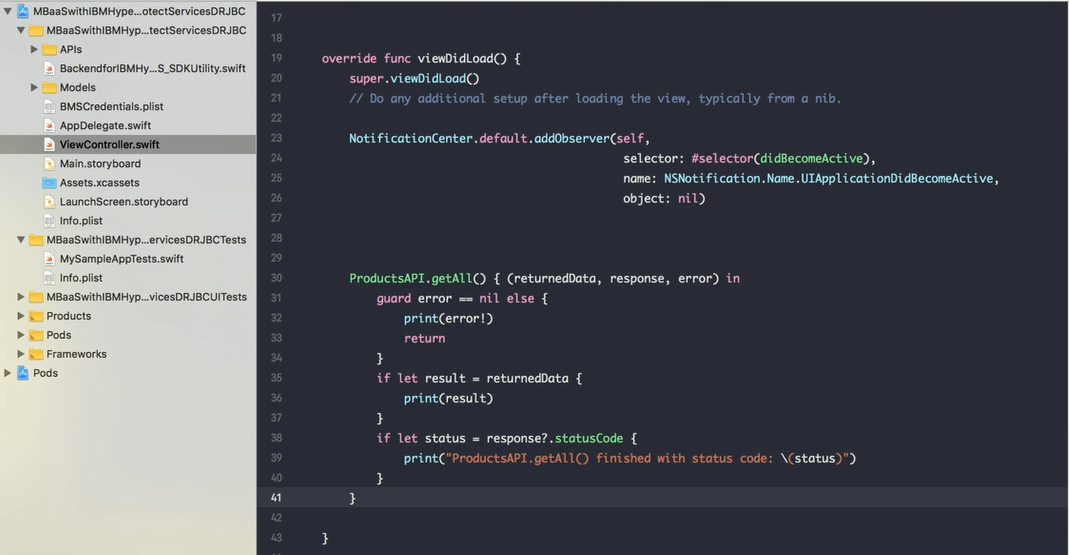 MBaaSwithIBMHype...otectServicesDRJBC
MBaaSwithIBMHyp...tectServicesDRJBC
APIs
BackendforIBMHy...S_SDKUtility.swift
Models
BMSCredentials.plist
AppDelegate.swift
ViewController.swift
Main.storyboard
Assets.xcassets
LaunchScreen.storyboard
Info.plist
MBaaSwithIBMHyp...ervicesDRJBCTests
MySampleAppTests.swift
Info.plist
MBaaSwithIBMHyp...vicesDRJBCUITests
Products
Pods
Frameworks
Pods
17
18
19 override func viewDidLoad() {
20 super.viewDidLoad()
21 // Do any additional setup after loading the view, typically from a nib.
22
23 NotificationCenter.default.addObserver(self,
24 selector: #selector(didBecomeActive),
25 name: NSNotification.Name.UIApplicationDidBecomeActive,
26 object: nil)
27
28
29
30 ProductsAPI.getAll() { (returnedData, response, error) in
31 guard error == nil else {
32 print(error!)
33 return
34 }
35 if let result = returnedData {
36 print(result)
37 }
38 if let status = response?.statusCode {
39 print("ProductsAPI.getAll() finished with status code: \(status)")
40 }
41 }
42
43 }